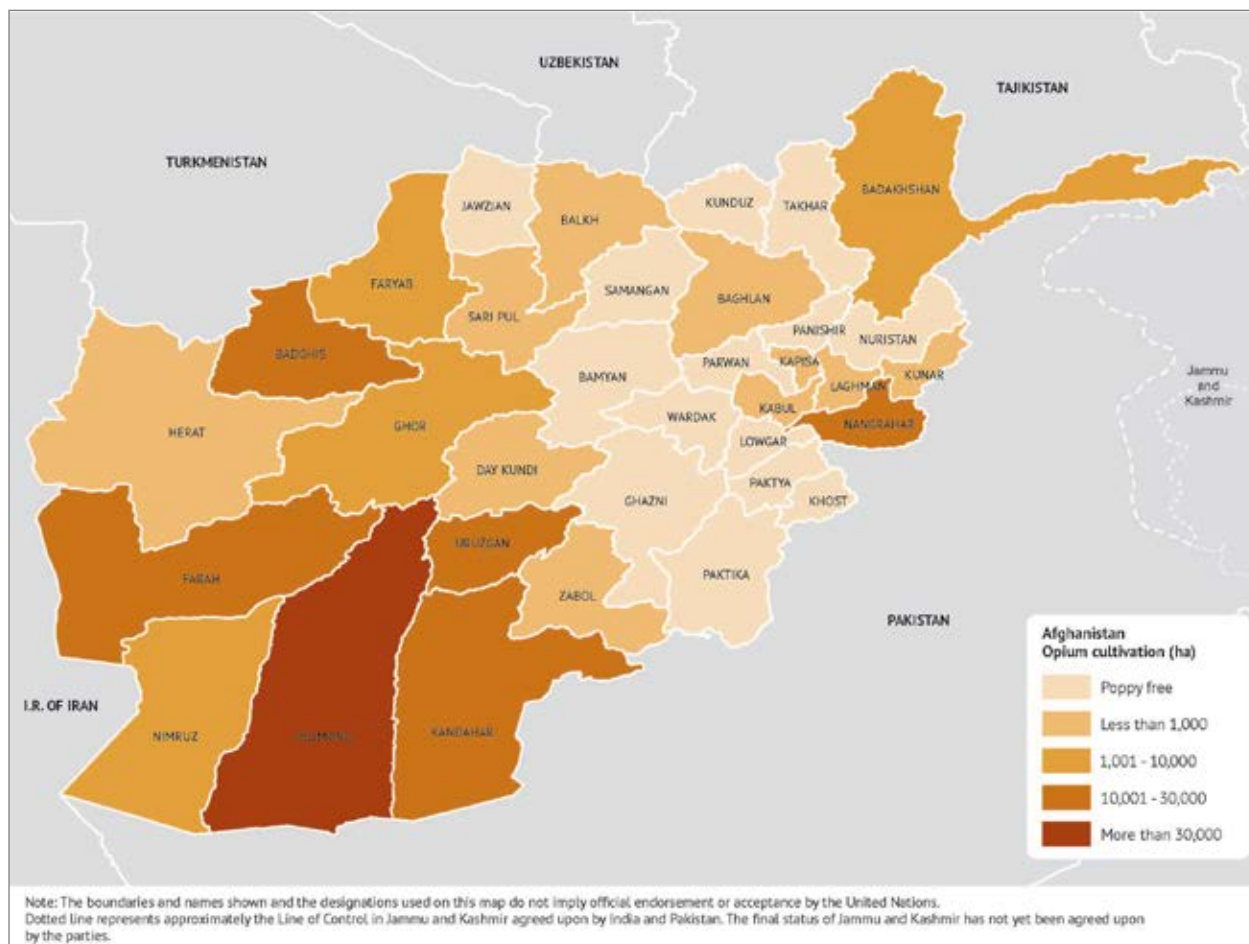 UZBEKISTAN
TAJIKISTAN
TURKMENISTAN
BADAKHSHAN
JAWZJAN
BALKH
KUNDUZ
TAKHAR
FARYAB
SAMANGAN
BAGHLAN
SARI PUL
PANJSHIR
NURISTAN
BADGHIS
PARWAN
KAPISA
BAMYAN
LAGHMAN
KUNAR
Jammu
and
Kashmir
KABUL
WARDAK
NANGRAHAR
GHOR
HERAT
LOWGAR
DAY KUNDI
PAKTYA
GHAZNI
KHOST
URUZGAN
PAKTIKA
FARAH
ZABOL
PAKISTAN
I.R. OF IRAN
NIMRUZ
HILMAND
KANDAHAR
Afghanistan
Opium cultivation (ha)
Poppy free
Less than 1,000
1,001 - 10,000
10,001 - 30,000
More than 30,000
Note: The boundaries and names shown and the designations used on this map do not imply official endorsement or acceptance by the United Nations.
Dotted line represents approximately the Line of Control in Jammu and Kashmir agreed upon by India and Pakistan. The final status of Jammu and Kashmir has not yet been agreed upon
by the parties.